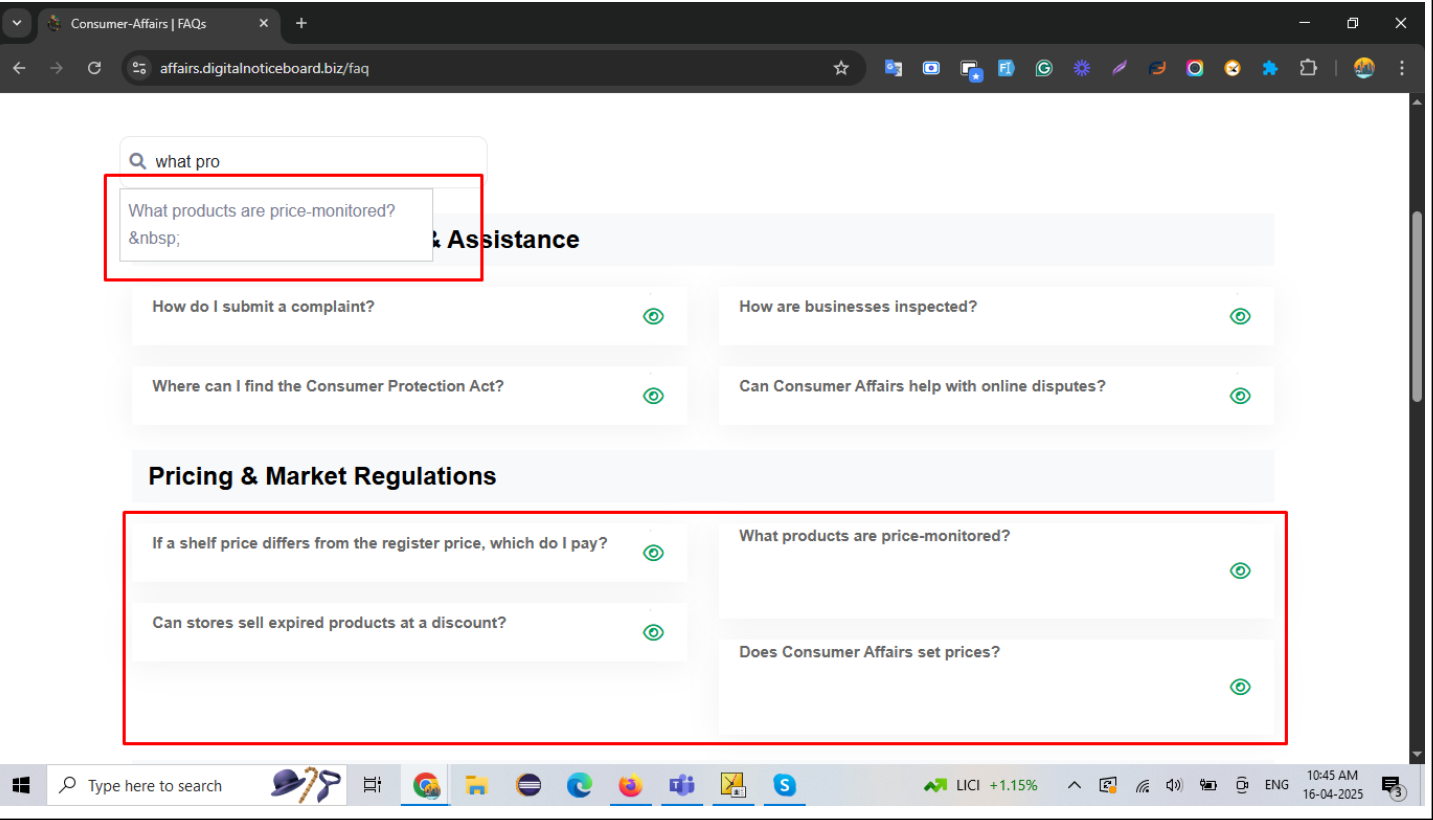 Consumer-Affairs | FAQs
affairs.digitalnoticeboard.biz/faq
what pro
What products are price-monitored?
&nbsp;
& Assistance
How do I submit a complaint?
How are businesses inspected?
Where can I find the Consumer Protection Act?
Can Consumer Affairs help with online disputes?
Pricing & Market Regulations
If a shelf price differs from the register price, which do I pay?
What products are price-monitored?
Can stores sell expired products at a discount?
Does Consumer Affairs set prices?
Type here to search
LICI +1.15%
ENG
10:45 AM
16-04-2025
3